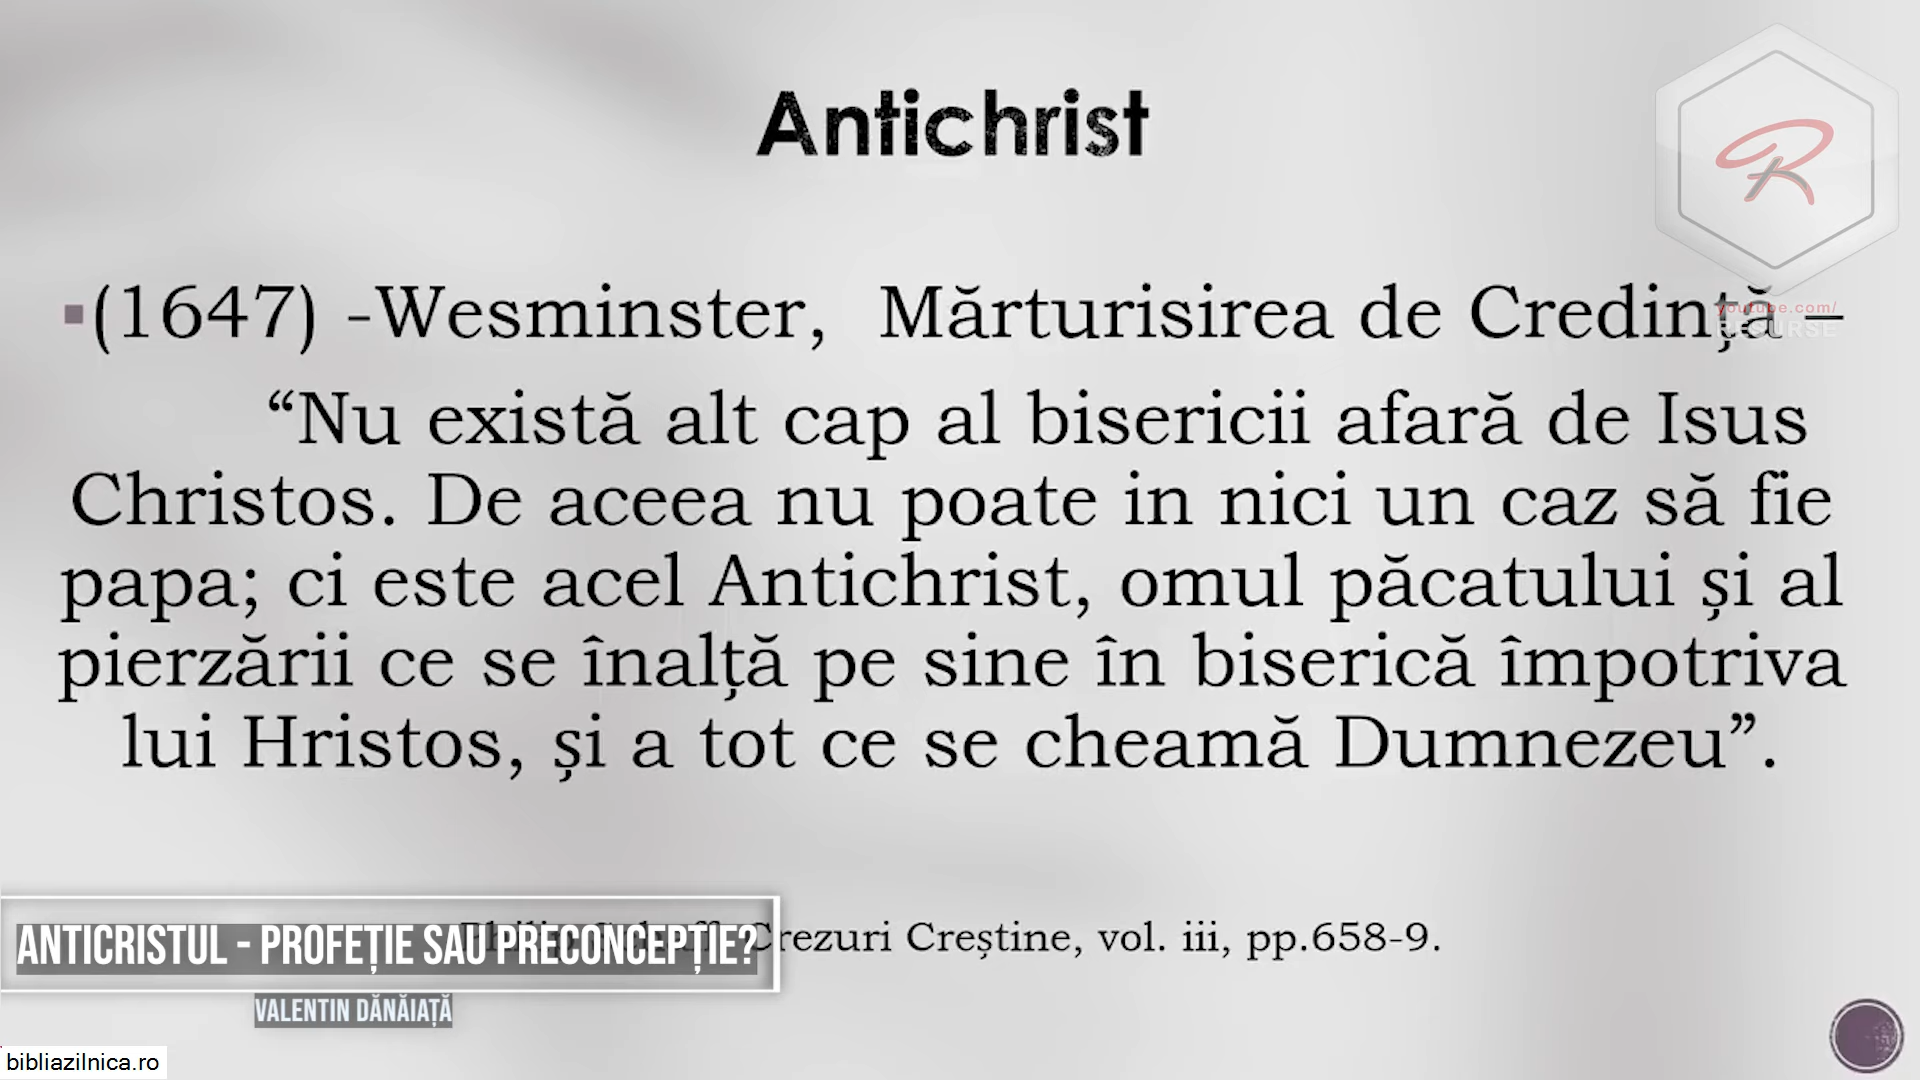 Antichrist
▪(1647) -Wesminster, Mărturisirea de Credință –
youtube.com/
RESURSE
“Nu există alt cap al bisericii afară de Isus
Christos. De aceea nu poate in nici un caz să fie
papa; ci este acel Antichrist, omul păcatului și al
pierzării ce se înalță pe sine în biserică împotriva
lui Hristos, și a tot ce se cheamă Dumnezeu”.
Crezuri Creștine, vol. iii, pp.658-9.
ANTICRISTUL - PROFEȚIE SAU PRECONCEPȚIE?
VALENTIN DĂNĂIAȚĂ
bibliazilnica.ro